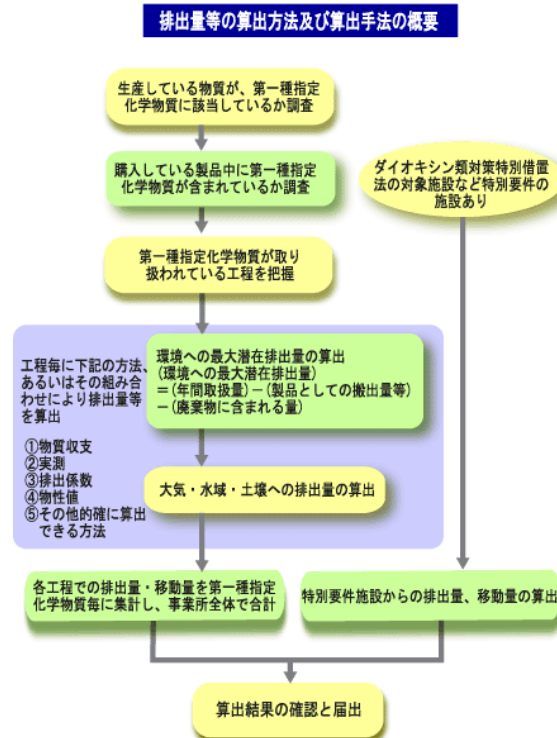 排出量等の算出方法及び算出手法の概要
生産している物質が、第一種指定
化学物質に該当しているか調査
購入している製品中に第一種指定
化学物質が含まれているか調査
ダイオキシン類対策特別借置
法の対象施設など特別要件の
施設あり
第一種指定化学物質が取り
扱われている工程を把握
工程毎に下記の方法、
あるいはその組み合
わせにより排出量等
を算出
①物質収支
②実測
③排出係数
④物性値
⑤その他的確に算出
できる方法
環境への最大潜在排出量の算出
(環境への最大潜在排出量)
＝(年間取扱量)－(製品としての搬出量等)
－(廃棄物に含まれる量)
大気・水域・土壌への排出量の算出
各工程での排出量・移動量を第一種指定
化学物質毎に集計し、事業所全体で合計
特別要件施設からの排出量、移動量の算出
算出結果の確認と届出